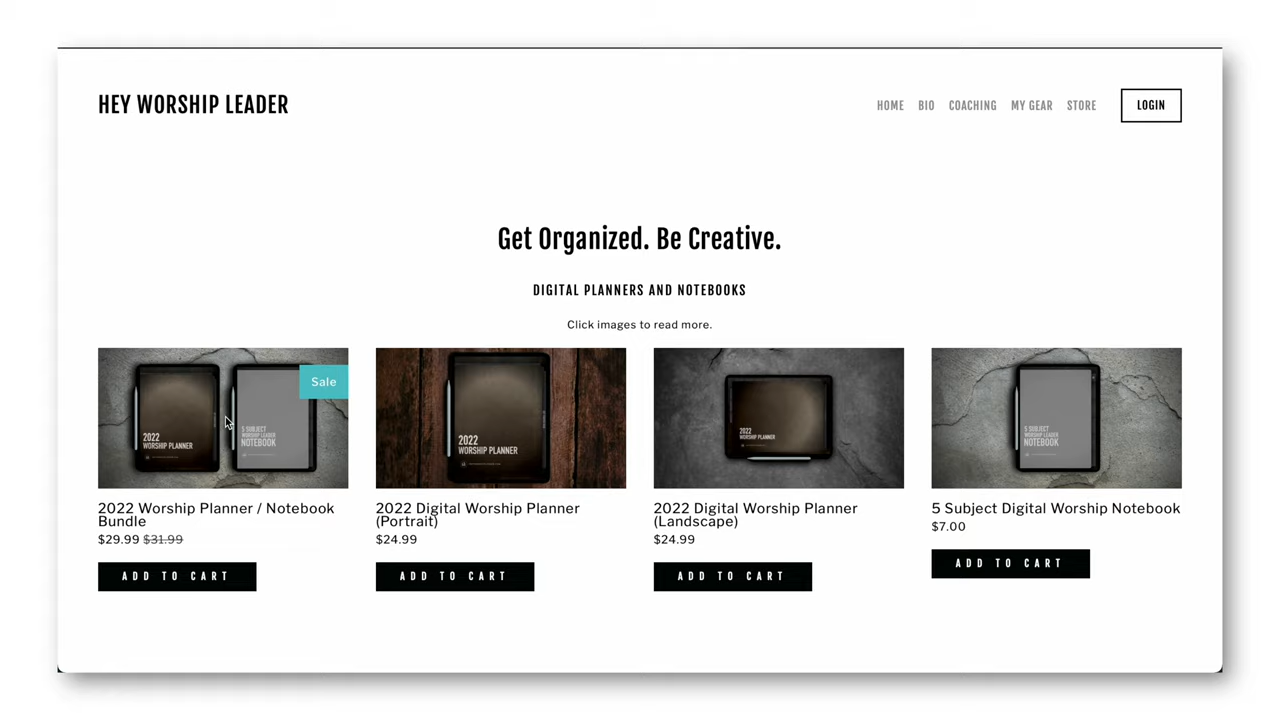 HEY WORSHIP LEADER
HOME BIO COACHING MY GEAR STORE LOGIN
Get Organized. Be Creative.
DIGITAL PLANNERS AND NOTEBOOKS
Click images to read more.
Sale
2022
WORSHIP PLANNER
5 SUBJECT
WORSHIP LEADER
NOTEBOOK
2022
WORSHIP PLANNER
2022
WORSHIP PLANNER
5 SUBJECT
WORSHIP LEADER
NOTEBOOK
2022 Worship Planner / Notebook
Bundle
$29.99 $31.99
ADD TO CART
2022 Digital Worship Planner
(Portrait)
$24.99
ADD TO CART
2022 Digital Worship Planner
(Landscape)
$24.99
ADD TO CART
5 Subject Digital Worship Notebook
$7.00
ADD TO CART